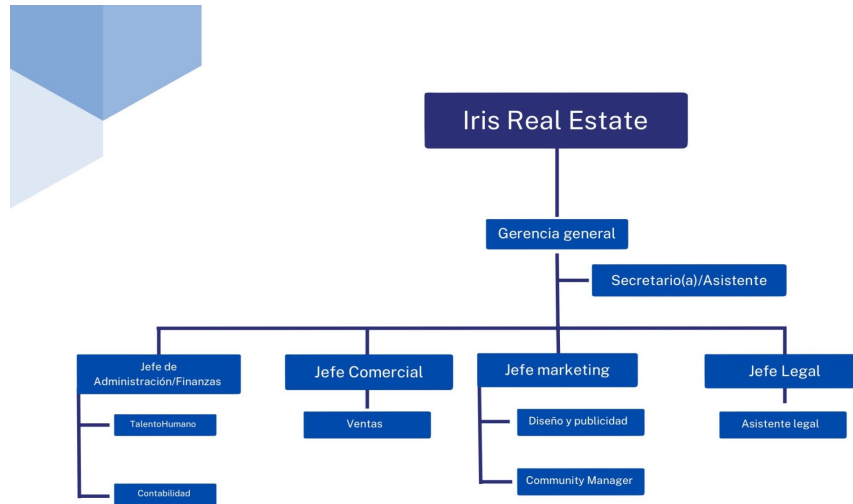 Iris Real Estate
Gerencia general
Secretario(a)/Asistente
Jefe de
Administración/Finanzas
Jefe Comercial
Jefe marketing
Jefe Legal
TalentoHumano
Ventas
Diseño y publicidad
Asistente legal
Contabilidad
Community Manager